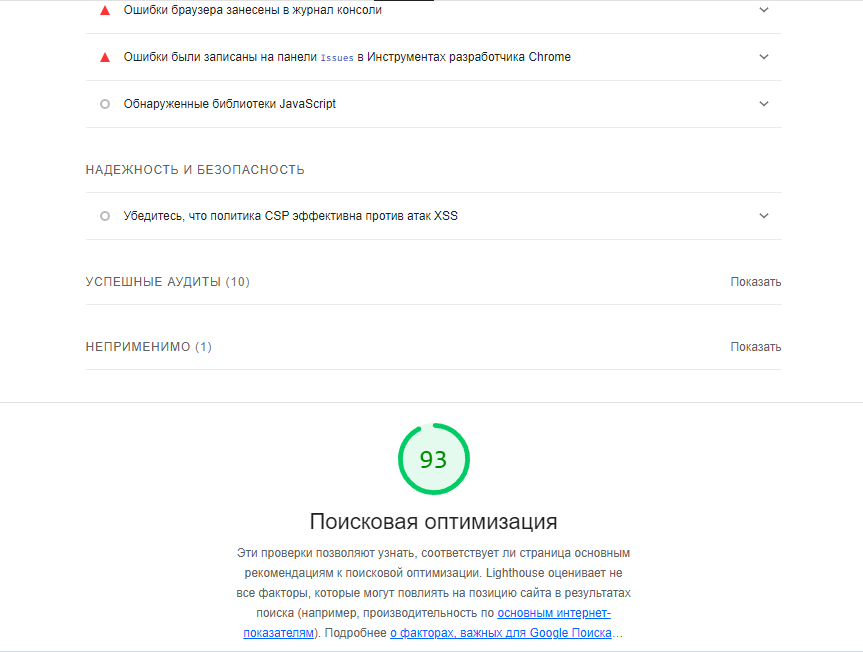 Ошибки браузера занесены в журнал консоли
Ошибки были записаны на панели Issues в Инструментах разработчика Chrome
Обнаруженные библиотеки JavaScript
НАДЕЖНОСТЬ И БЕЗОПАСНОСТЬ
Убедитесь, что политика CSP эффективна против атак XSS
УСПЕШНЫЕ АУДИТЫ (10) Показать
НЕПРИМЕНИМО (1) Показать
93
Поисковая оптимизация
Эти проверки позволяют узнать, соответствует ли страница основным
рекомендациям к поисковой оптимизации. Lighthouse оценивает не
все факторы, которые могут повлиять на позицию сайта в результатах
поиска (например, производительность по основным интернет-
показателям). Подробнее о факторах, важных для Google Поиска…